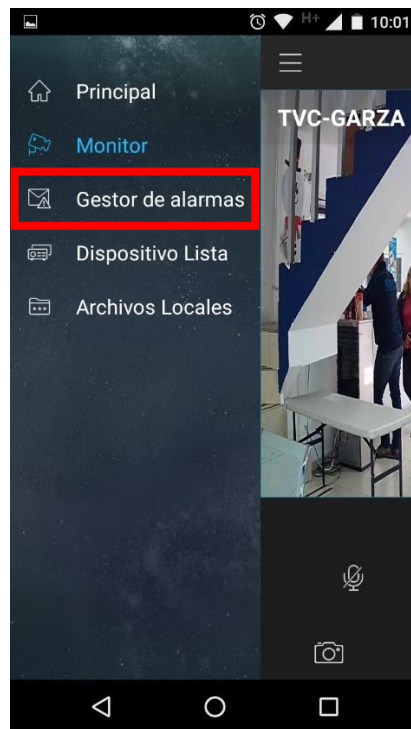 H+ 10:01
Principal
TVC-GARZA
Monitor
Gestor de alarmas
Dispositivo Lista
Archivos Locales